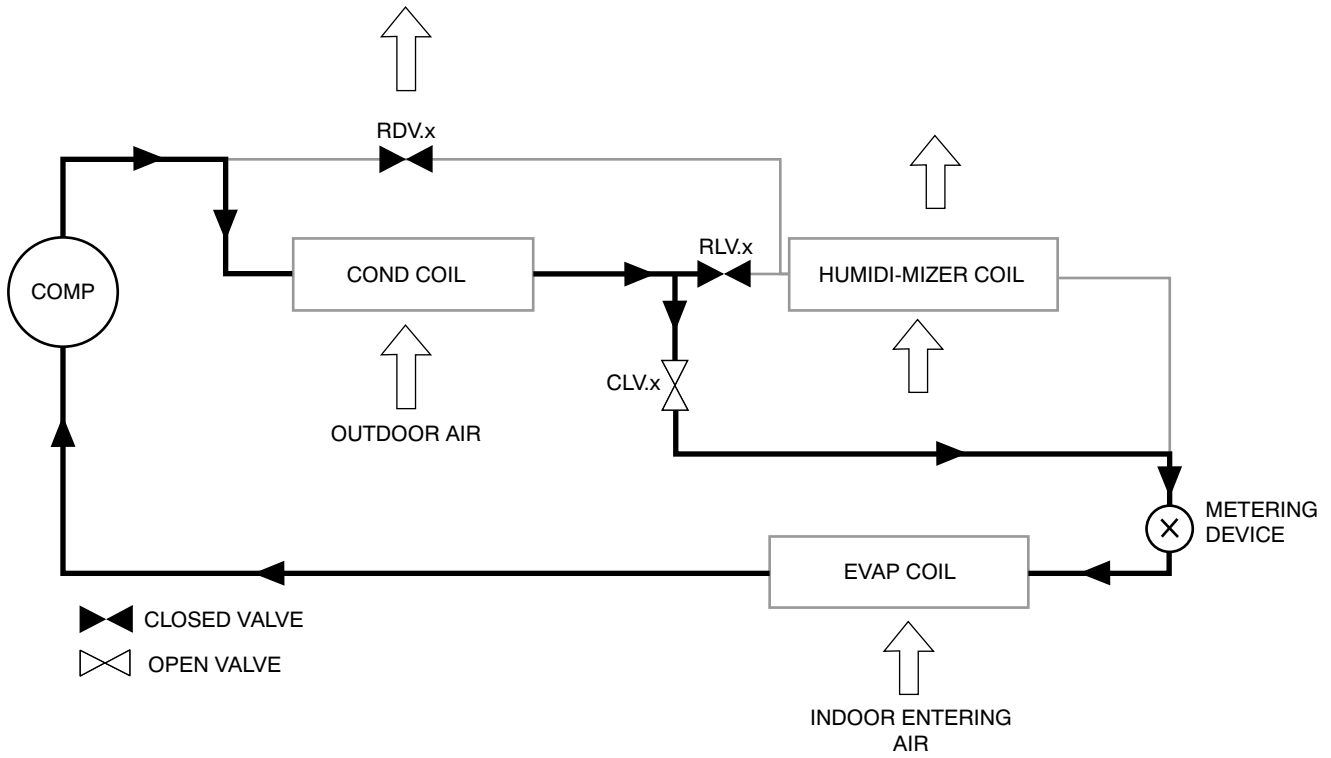 RDV.x
RLV.x
COMP
COND COIL
HUMIDI-MIZER COIL
CLV.x
OUTDOOR AIR
METERING
DEVICE
EVAP COIL
CLOSED VALVE
OPEN VALVE
INDOOR ENTERING
AIR